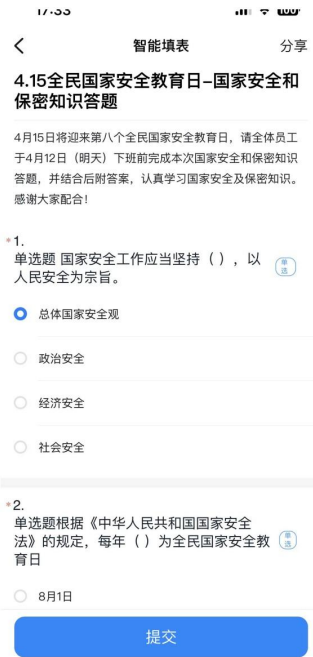 17:33
智能填表
分享
4.15全民国家安全教育日-国家安全和
保密知识答题
4月15日将迎来第八个全民国家安全教育日，请全体员工
于4月12日（明天）下班前完成本次国家安全和保密知识
答题，并结合后附答案，认真学习国家安全及保密知识。
感谢大家配合！
*1.
单选题 国家安全工作应当坚持（ ），以
人民安全为宗旨。
单选
总体国家安全观
政治安全
经济安全
社会安全
*2.
单选题根据《中华人民共和国国家安全
法》的规定，每年（ ）为全民国家安全教
育日
单选
8月1日
提交